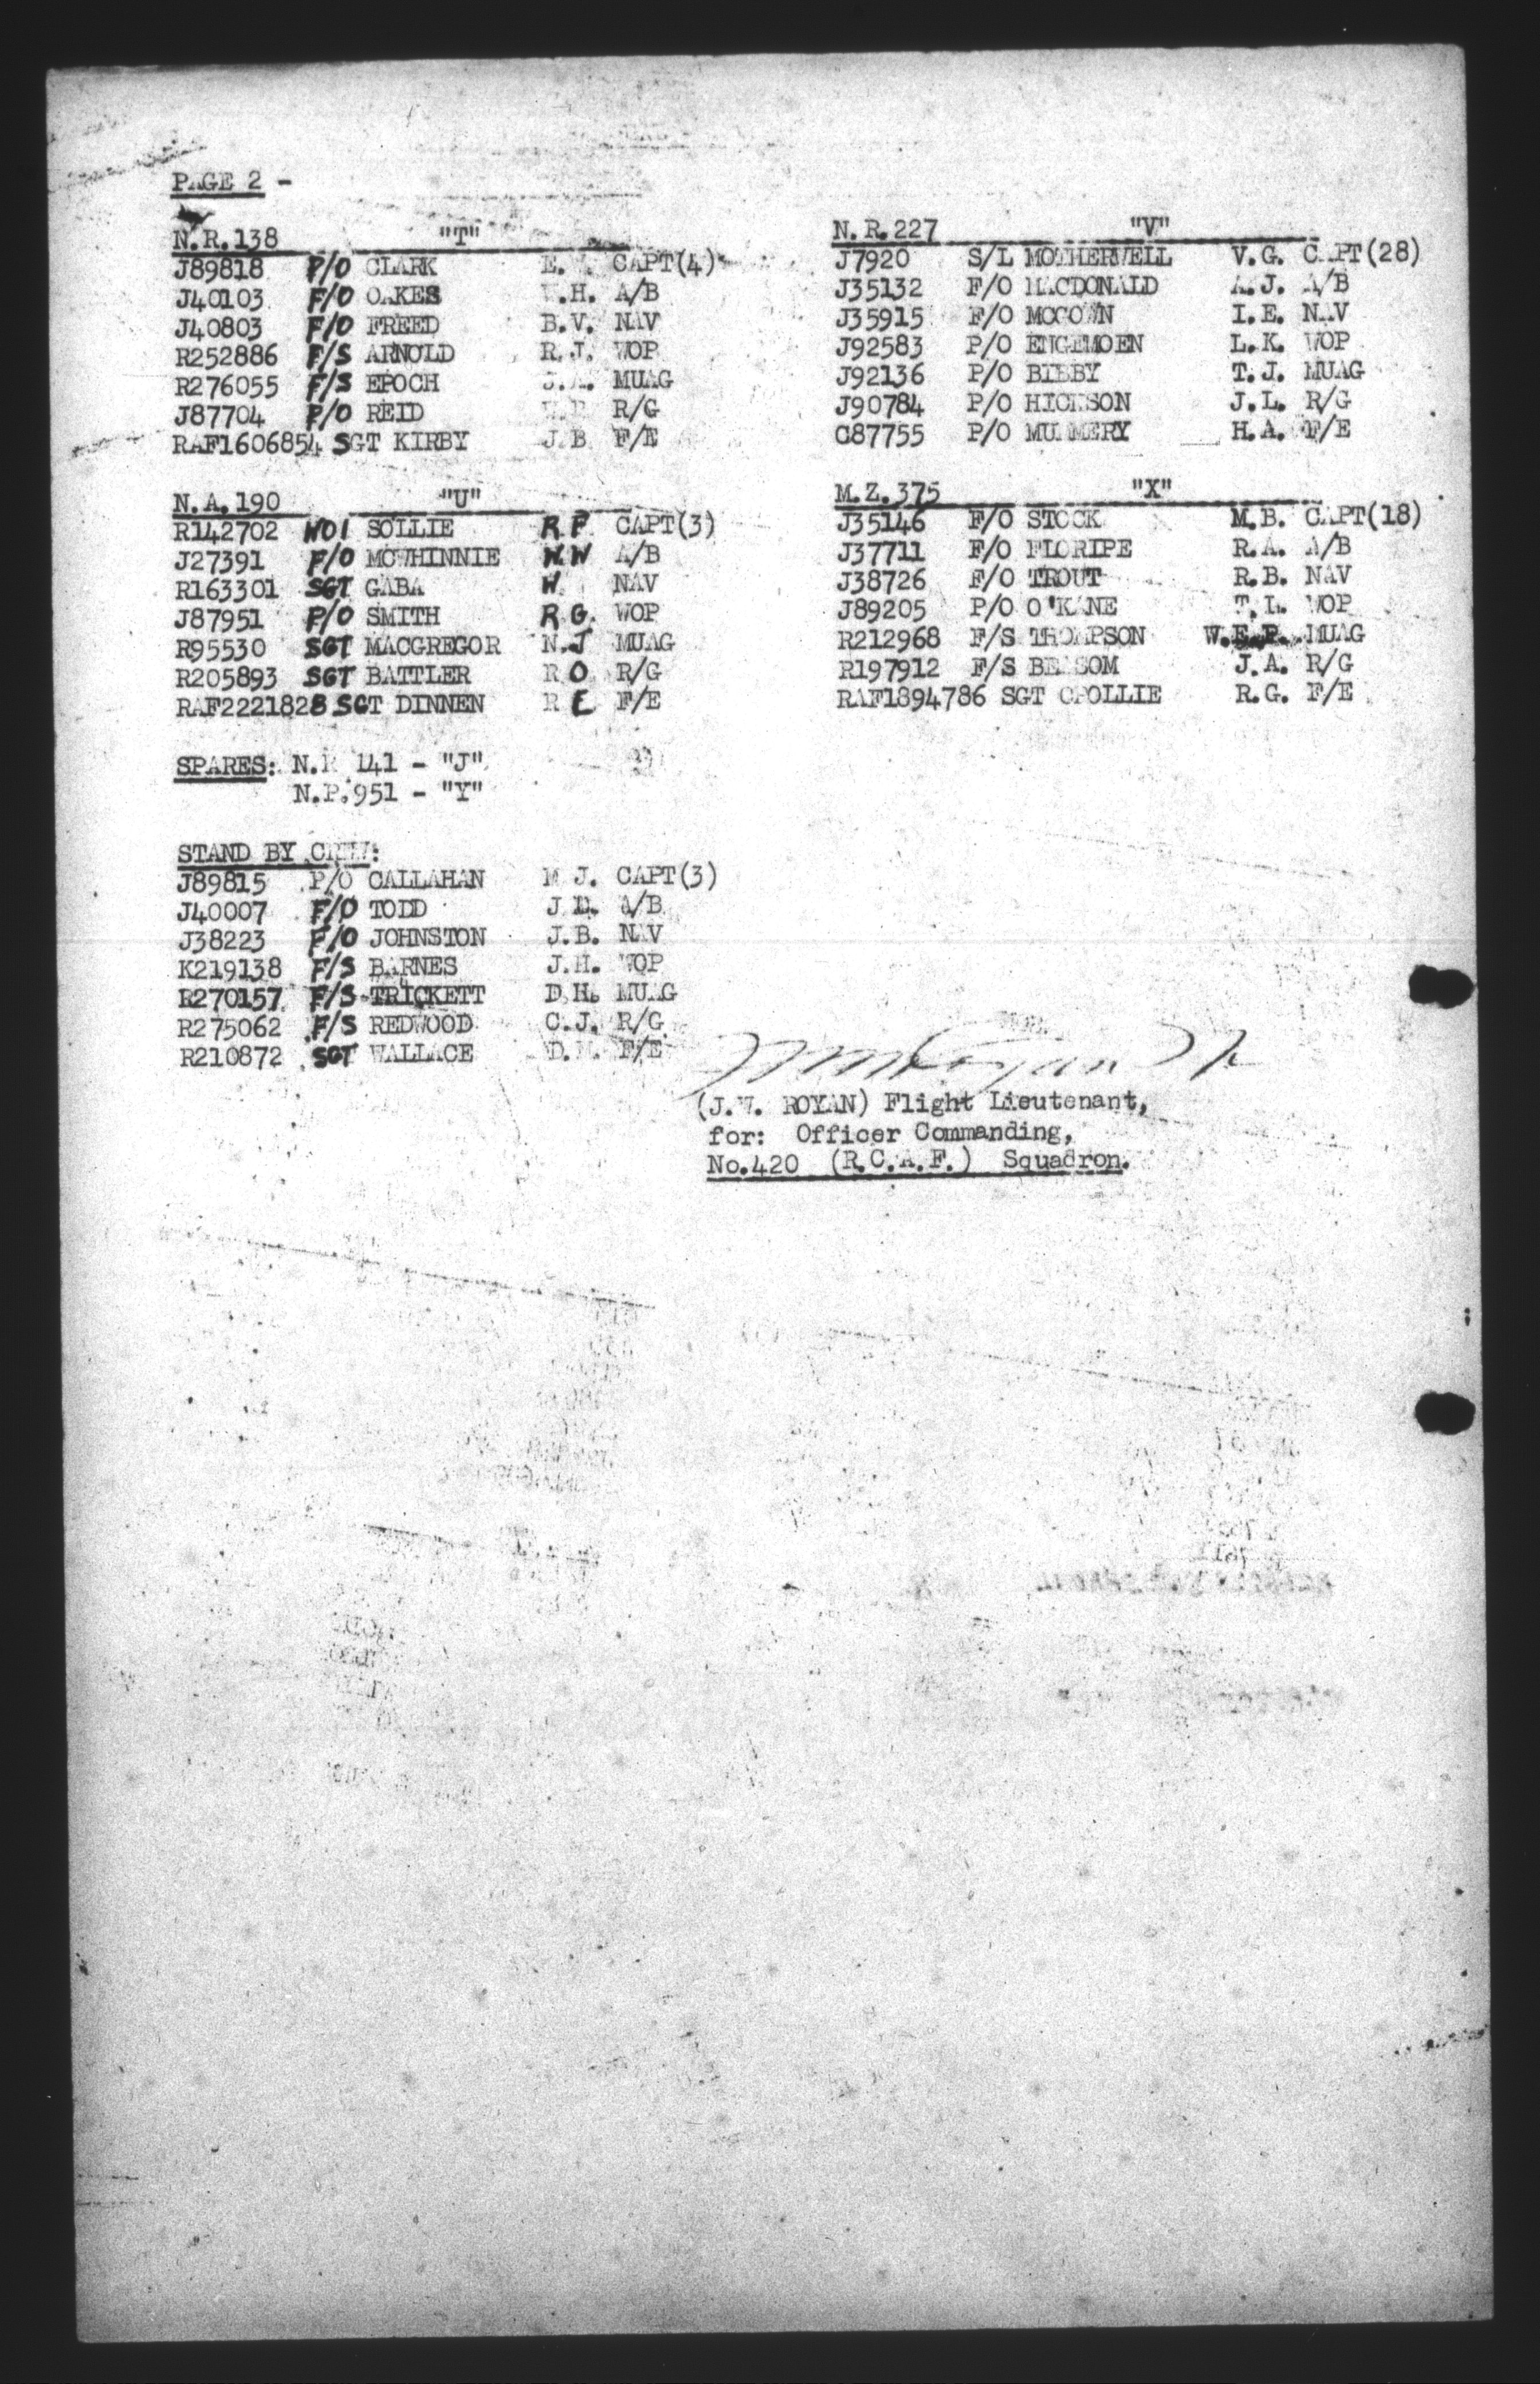 PAGE 2 -
N.R.138 "T"
J89818 P/O CLARK E. CAPT(4)
J40103 F/O OAKES .H. A/B
J40803 F/O FREED B.V. NAV
R252886 F/S ARNOLD R.J. WOP
R276055 F/S EPOCH MUAG
J87704 P/O REID R/G
RAF1606854 SGT KIRBY J.B F/E
N.A.190 "U"
R142702 WO1 SOLLIE R F CAPT(3)
J27391 F/O MCWHINNIE W.W A/B
R163301 SGT GABA W. NAV
J87951 P/O SMITH R.G. WOP
R95530 SGT MACGREGOR N.J MUAG
R205893 SGT BATTLER R O R/G
RAF2221828 SGT DINNEN R E F/E
SPARES: N.R 141 - "J"
N.P.951 - "Y"
STAND BY CREW:
J89815 P/O CALLAHAN M J. CAPT(3)
J40007 F/O TODD J.D. A/B
J38223 F/O JOHNSTON J.B. NAV
K219138 F/S BARNES J.H. WOP
R270157 F/S TRICKETT D.H. MUAG
R275062 F/S REDWOOD C.J. R/G
R210872 SGT WALLACE D. F/E
N.R.227 "V"
J7920 S/L MOTHERWELL V.G. CAPT(28)
J35132 F/O MACDONALD A.J. A/B
J35915 F/O MCCOWN I.E. NAV
J92583 P/O ENGEMOEN L.K. WOP
J92136 P/O BIBBY T.J. MUAG
J90784 P/O HICKSON J.L. R/G
C87755 P/O MUMMERY H.A. F/E
M.Z.375 "X"
J35146 F/O STOCK M.B. CAPT(18)
J37711 F/O FLORIPE R.A. A/B
J38726 F/O TROUT R.B. NAV
J89205 P/O O'KANE T.L. WOP
R212968 F/S THOMPSON W.E.P. MUAG
R197912 F/S BEASOM J.A. R/G
RAF1894786 SGT CPOLLIE R.G. F/E
(J.W. ROYAN) Flight Lieutenant,
for: Officer Commanding,
No.420 (R.C.A.F.) Squadron.